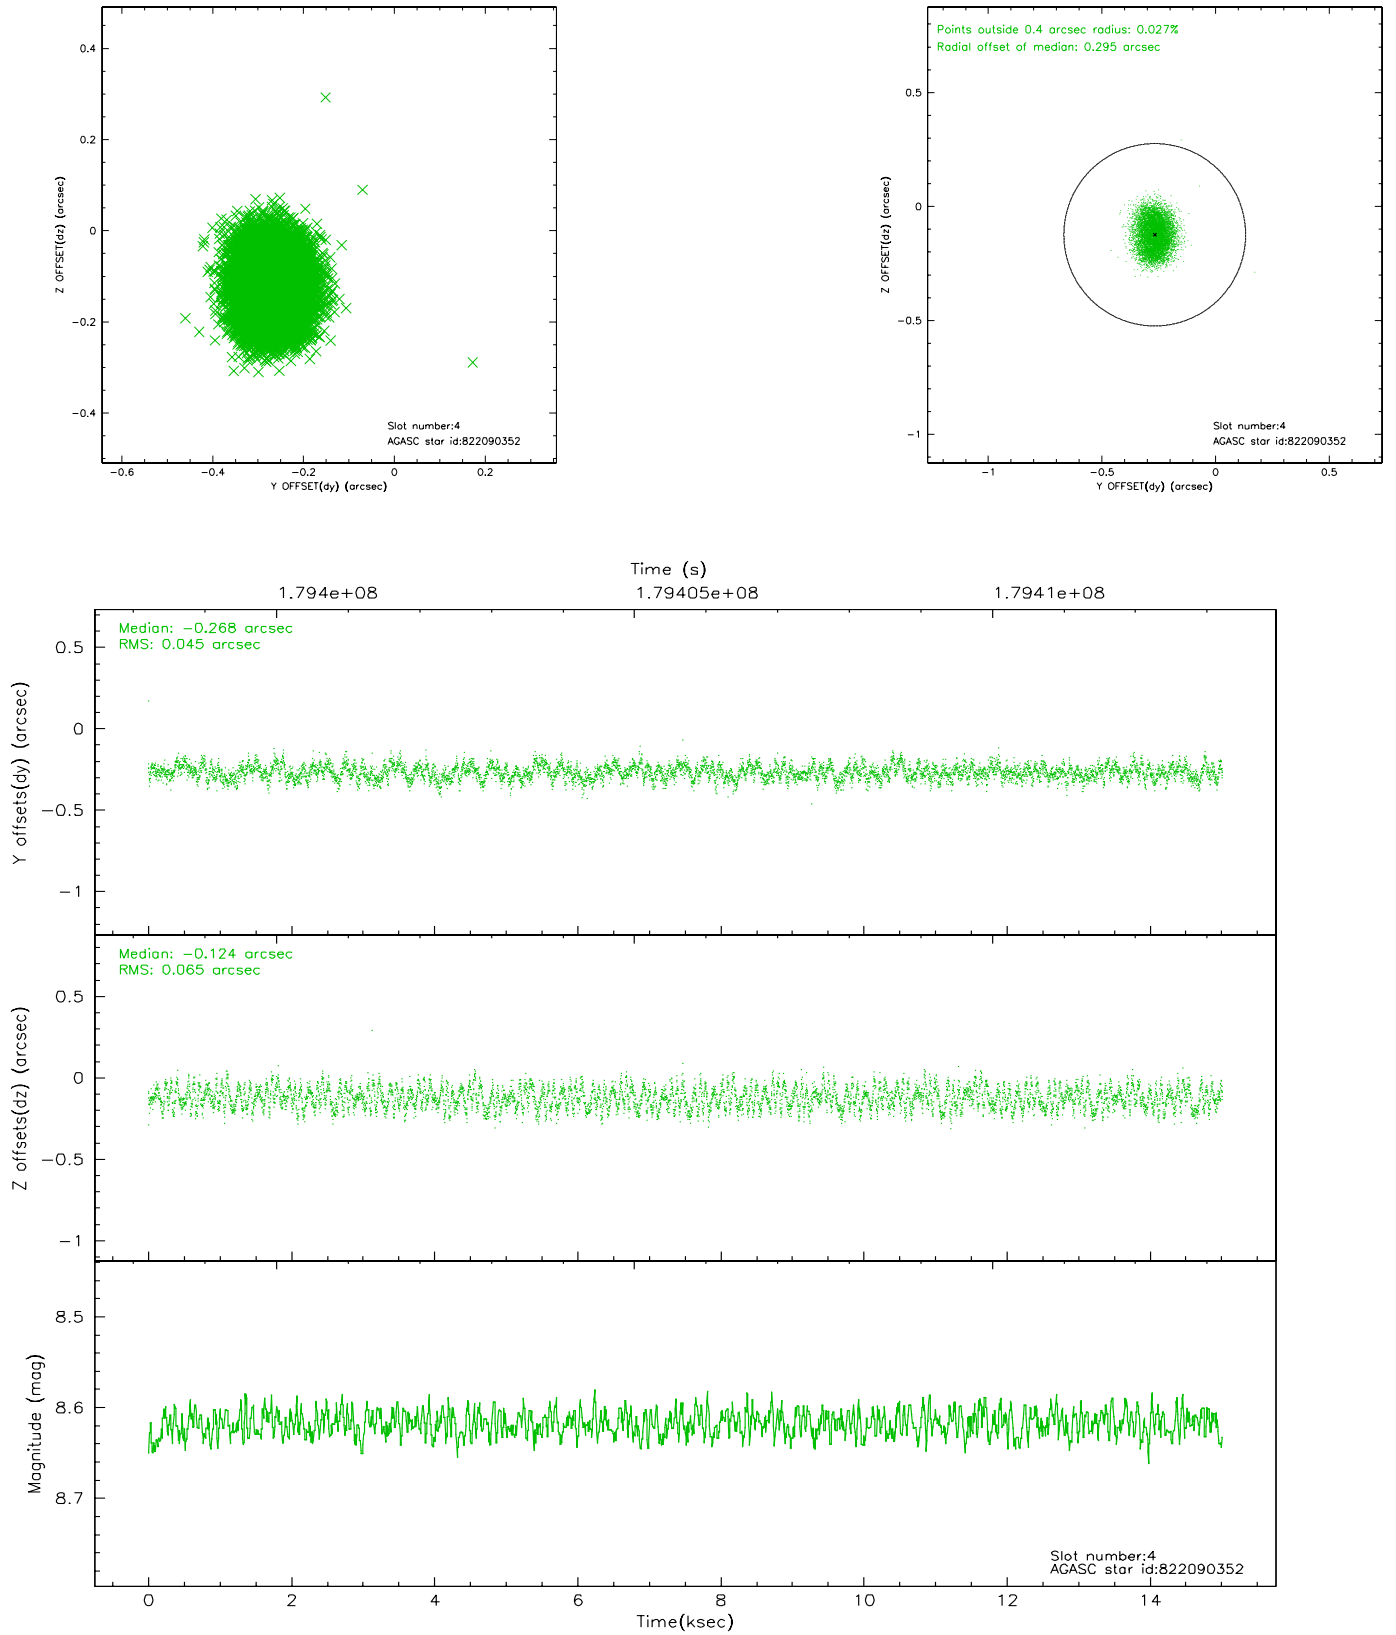 0.4
0.2
0
−0.2
−0.4
Z OFFSET(dz) (arcsec)
Slot number:4
AGASC star id:822090352
−0.6 −0.4 −0.2 0 0.2
Y OFFSET(dy) (arcsec)
Points outside 0.4 arcsec radius: 0.027%
Radial offset of median: 0.295 arcsec
0.5
0
−0.5
−1
Z OFFSET(dz) (arcsec)
Slot number:4
AGASC star id:822090352
−1 −0.5 0 0.5
Y OFFSET(dy) (arcsec)
Time (s)
1.794e+08 1.79405e+08 1.7941e+08
Median: −0.268 arcsec
RMS: 0.045 arcsec
0.5
0
−0.5
−1
Y offsets(dy) (arcsec)
Median: −0.124 arcsec
RMS: 0.065 arcsec
0.5
0
−0.5
−1
Z offsets(dz) (arcsec)
8.5
8.6
8.7
Magnitude (mag)
Slot number:4
AGASC star id:822090352
0 2 4 6 8 10 12 14
Time(ksec)